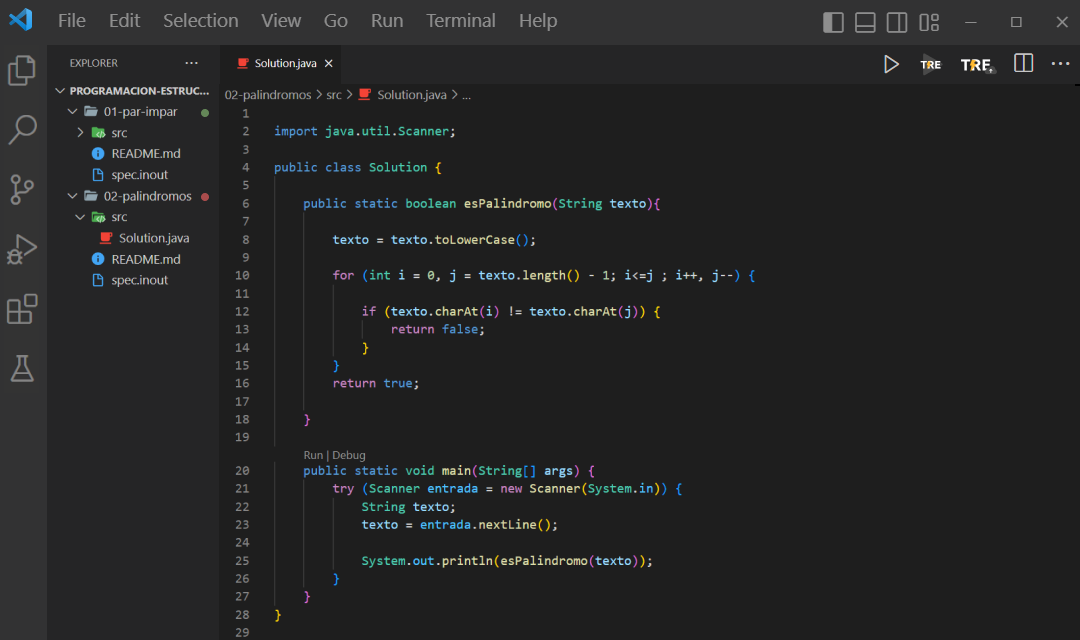 File Edit Selection View Go Run Terminal Help
EXPLORER ...
Solution.java ×
TRE TRE ...
PROGRAMACION-ESTRUC...
01-par-impar
src
README.md
spec.inout
02-palindromos
src
Solution.java
README.md
spec.inout
02-palindromos > src > Solution.java > ...
1
2 import java.util.Scanner;
3
4 public class Solution {
5
6 public static boolean esPalindromo(String texto){
7
8 texto = texto.toLowerCase();
9
10 for (int i = 0, j = texto.length() - 1; i<=j ; i++, j--) {
11
12 if (texto.charAt(i) != texto.charAt(j)) {
13 return false;
14 }
15 }
16 return true;
17
18 }
19
Run | Debug
20 public static void main(String[] args) {
21 try (Scanner entrada = new Scanner(System.in)) {
22 String texto;
23 texto = entrada.nextLine();
24
25 System.out.println(esPalindromo(texto));
26 }
27 }
28 }
29